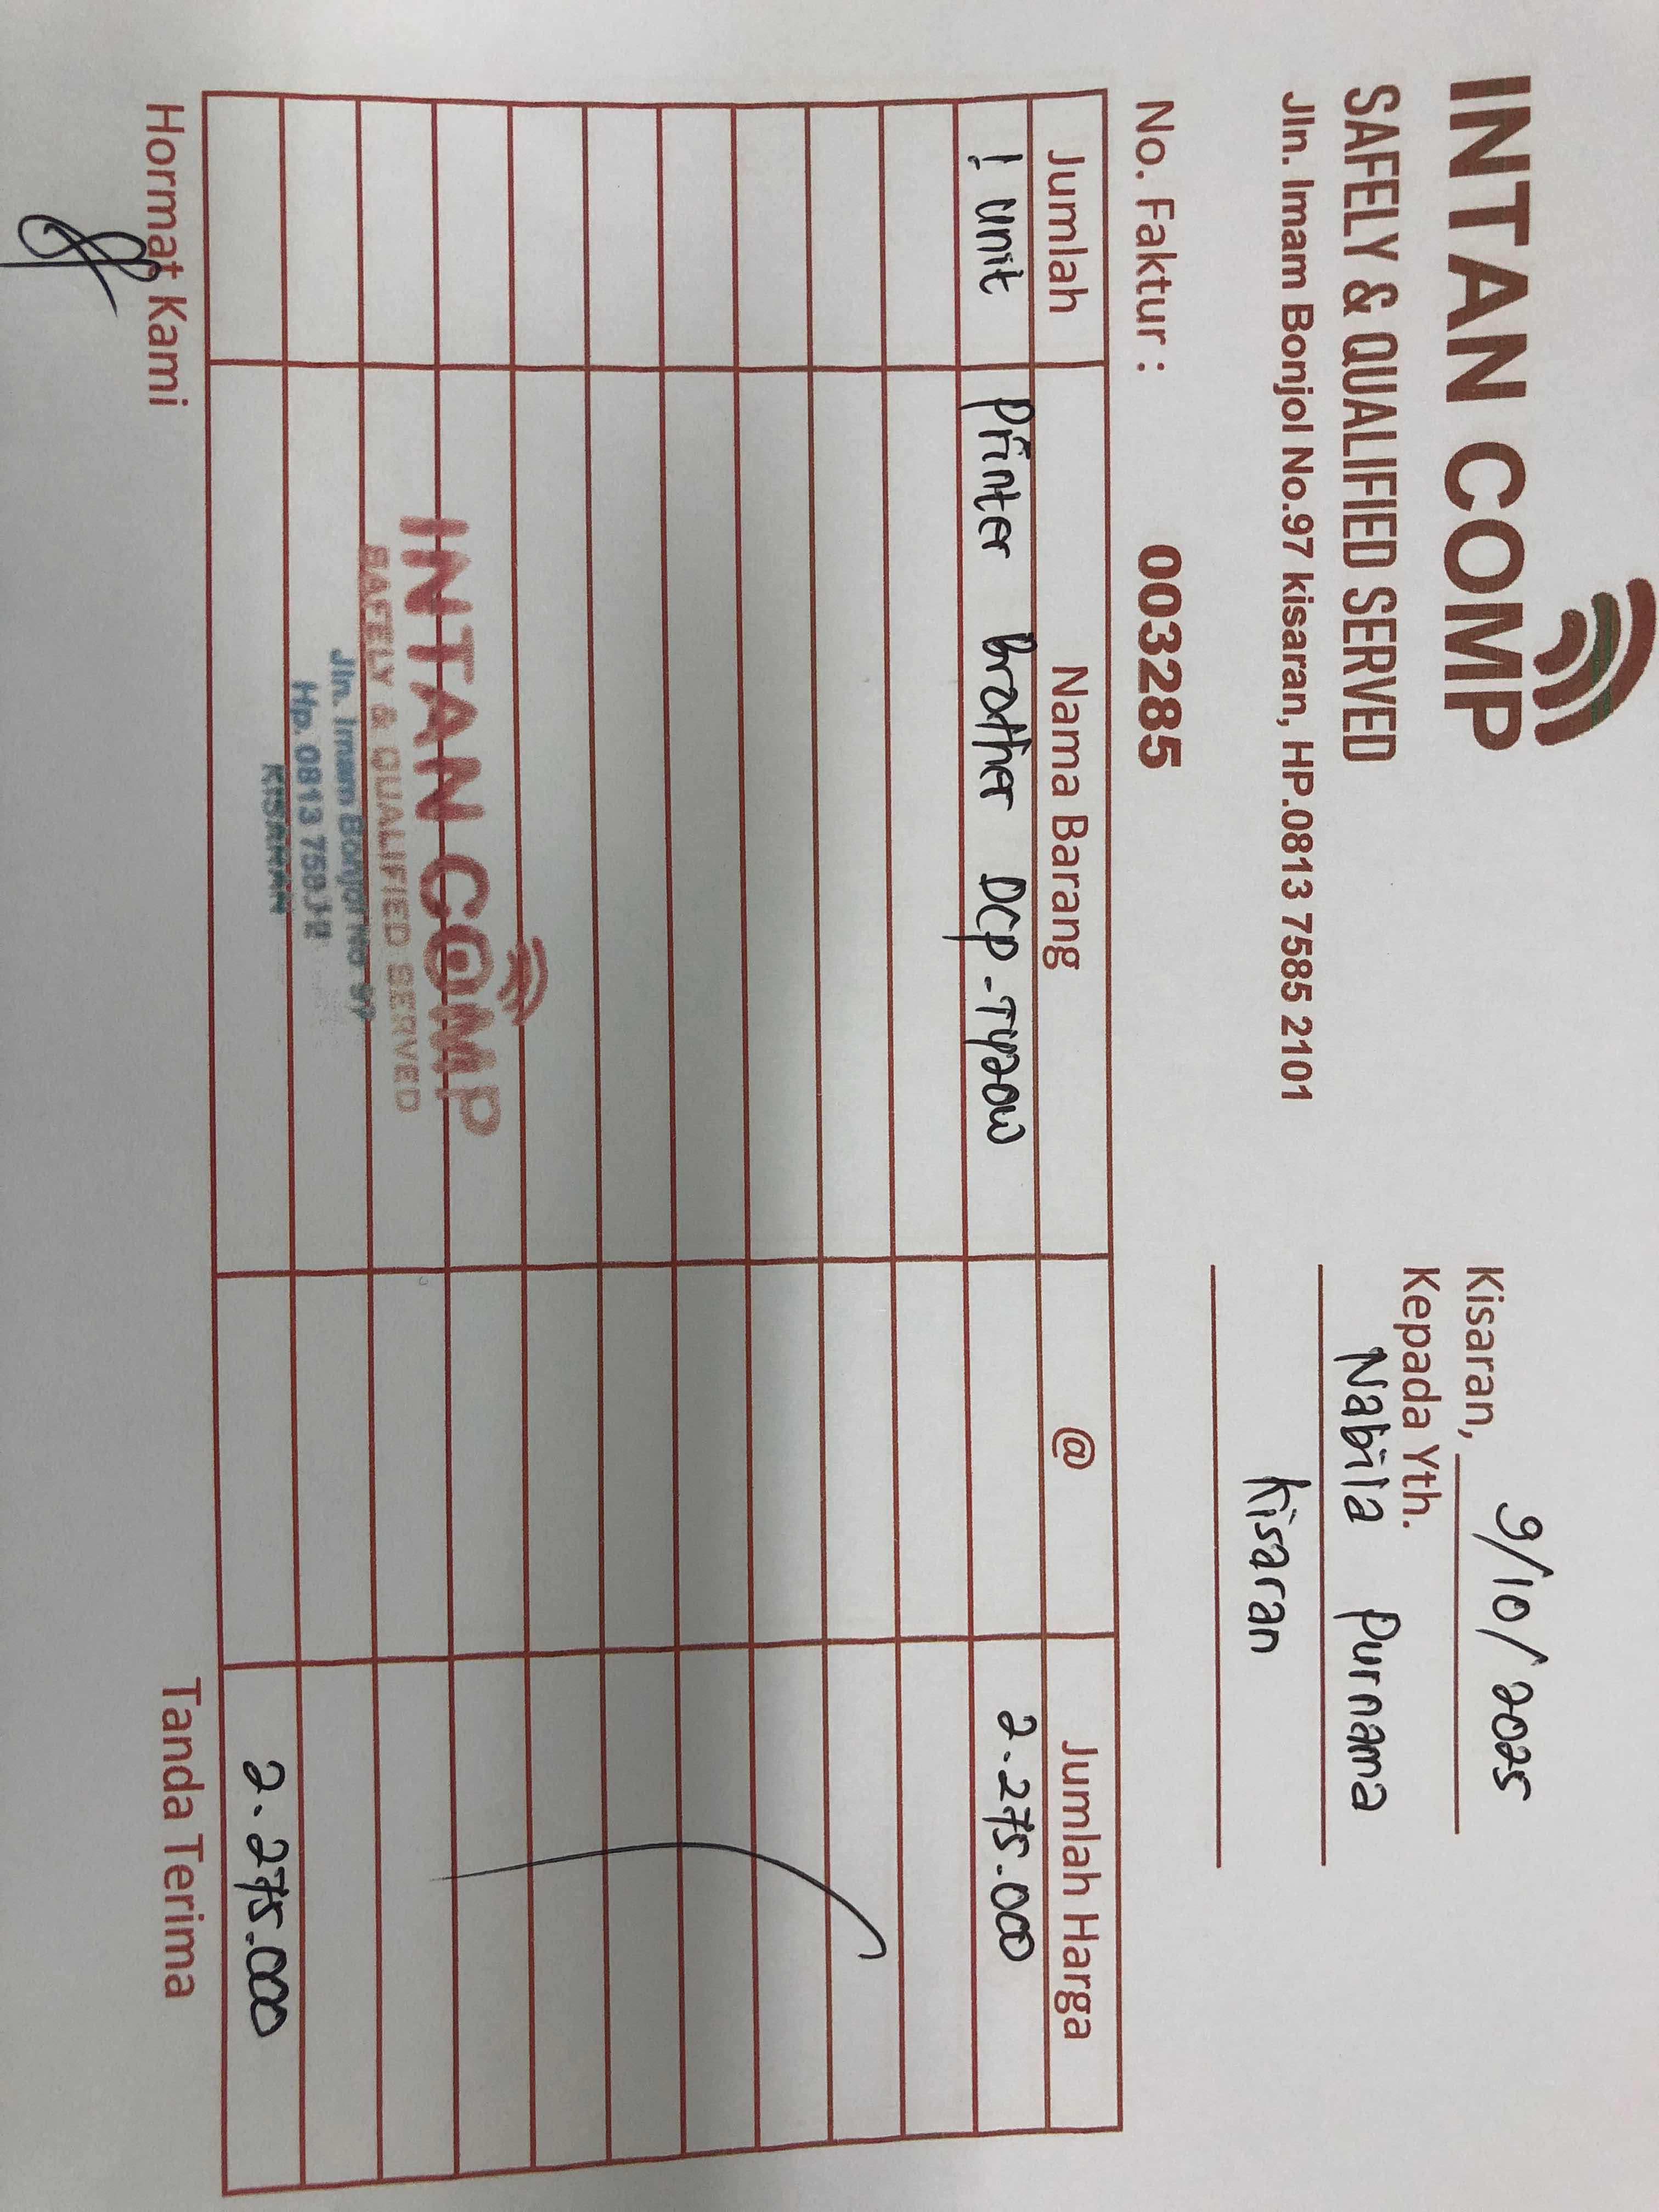 INTAN COMP
SAFELY & QUALIFIED SERVED
Jln. Imam Bonjol No.97 kisaran, HP.0813 7585 2101
Kisaran, 9/10/2025
Kepada Yth.
Nabila Purnama
Kisaran
No. Faktur : 003285
Jumlah Nama Barang @ Jumlah Harga
1 unit Printer Brother DCP-T420W 2.275.000
INTAN COMP
SAFELY & QUALIFIED SERVED
Jln. Imam Bonjol No 97
Hp. 0813
KISARAN
2.275.000
Hormat Kami Tanda Terima